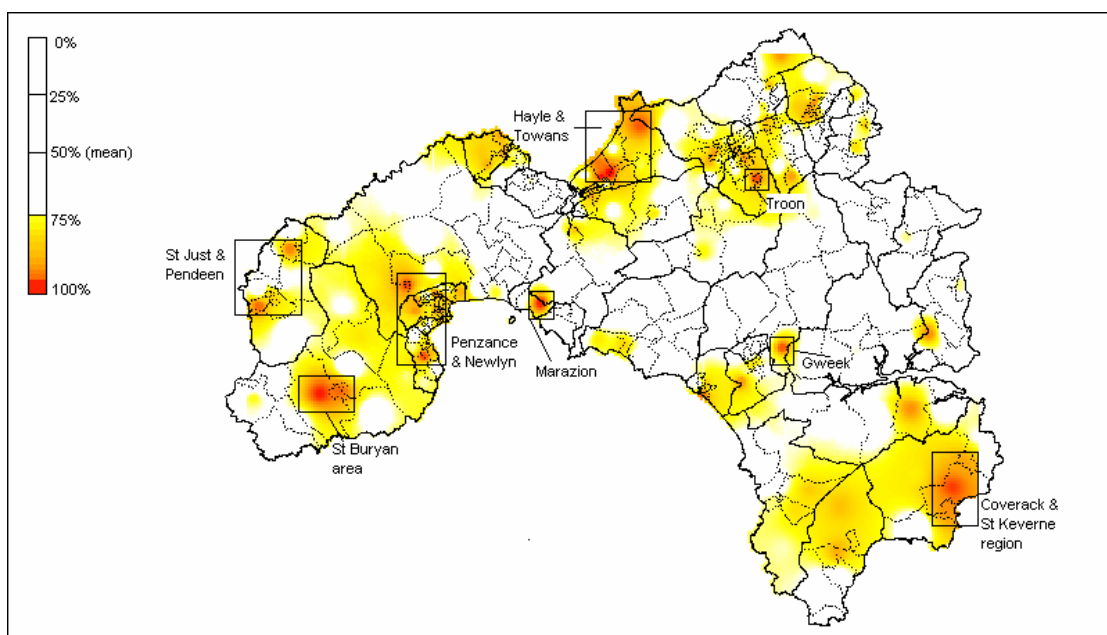 0%
25%
50% (mean)
75%
100%
Hayle &
Towans
Troon
St Just &
Pendeen
Penzance
& Newlyn
Marazion
Gweek
St Buryan
area
Coverack &
St Keverne
region